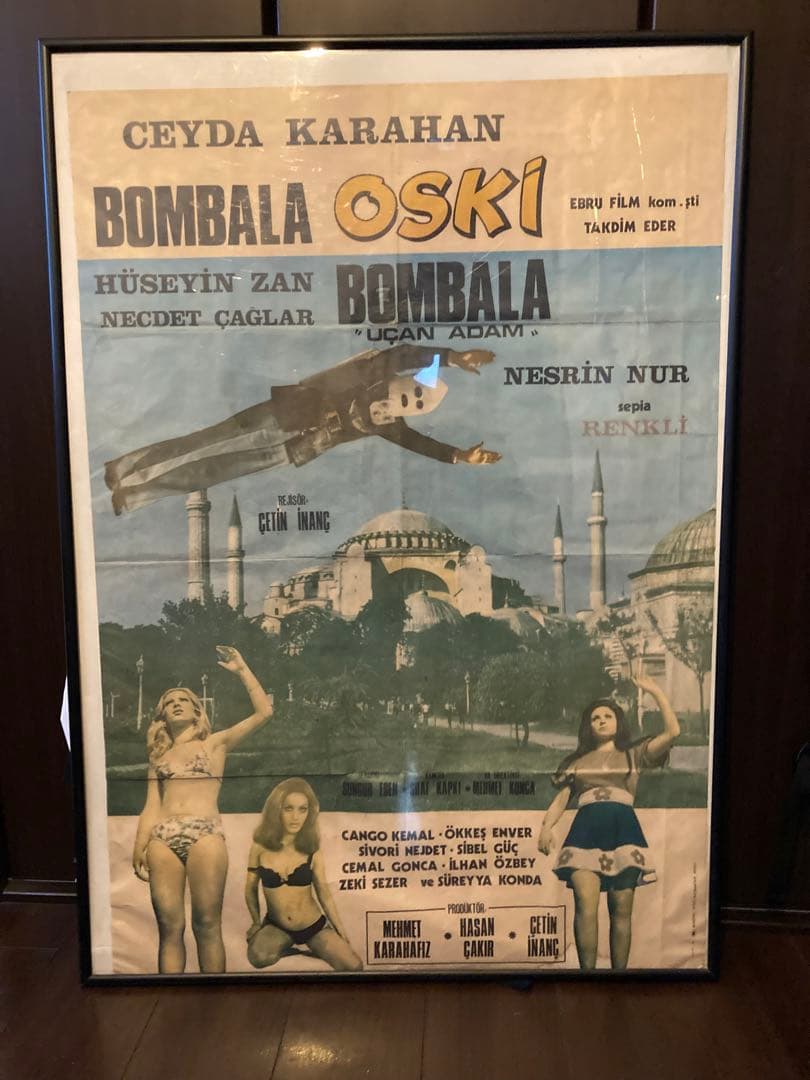 CEYDA KARAHAN
BOMBALA OSKİ
EBRU FİLM kom.şti
TAKDİM EDER
HÜSEYİN ZAN
NECDET ÇAĞLAR
BOMBALA
"UÇAN ADAM"
NESRİN NUR
sepia
RENKLİ
REJİSÖR·
ÇETİN İNANÇ
CANGO KEMAL · ÖKKEŞ ENVER
SIVORI NEJDET · SİBEL GÜÇ
CEMAL GONCA · İLHAN ÖZBEY
ZEKİ SEZER ve SÜREYYA KONDA
PRODÜKTÖR·
MEHMET KARAHAFIZ * HASAN ÇAKIR * ÇETİN İNANÇ